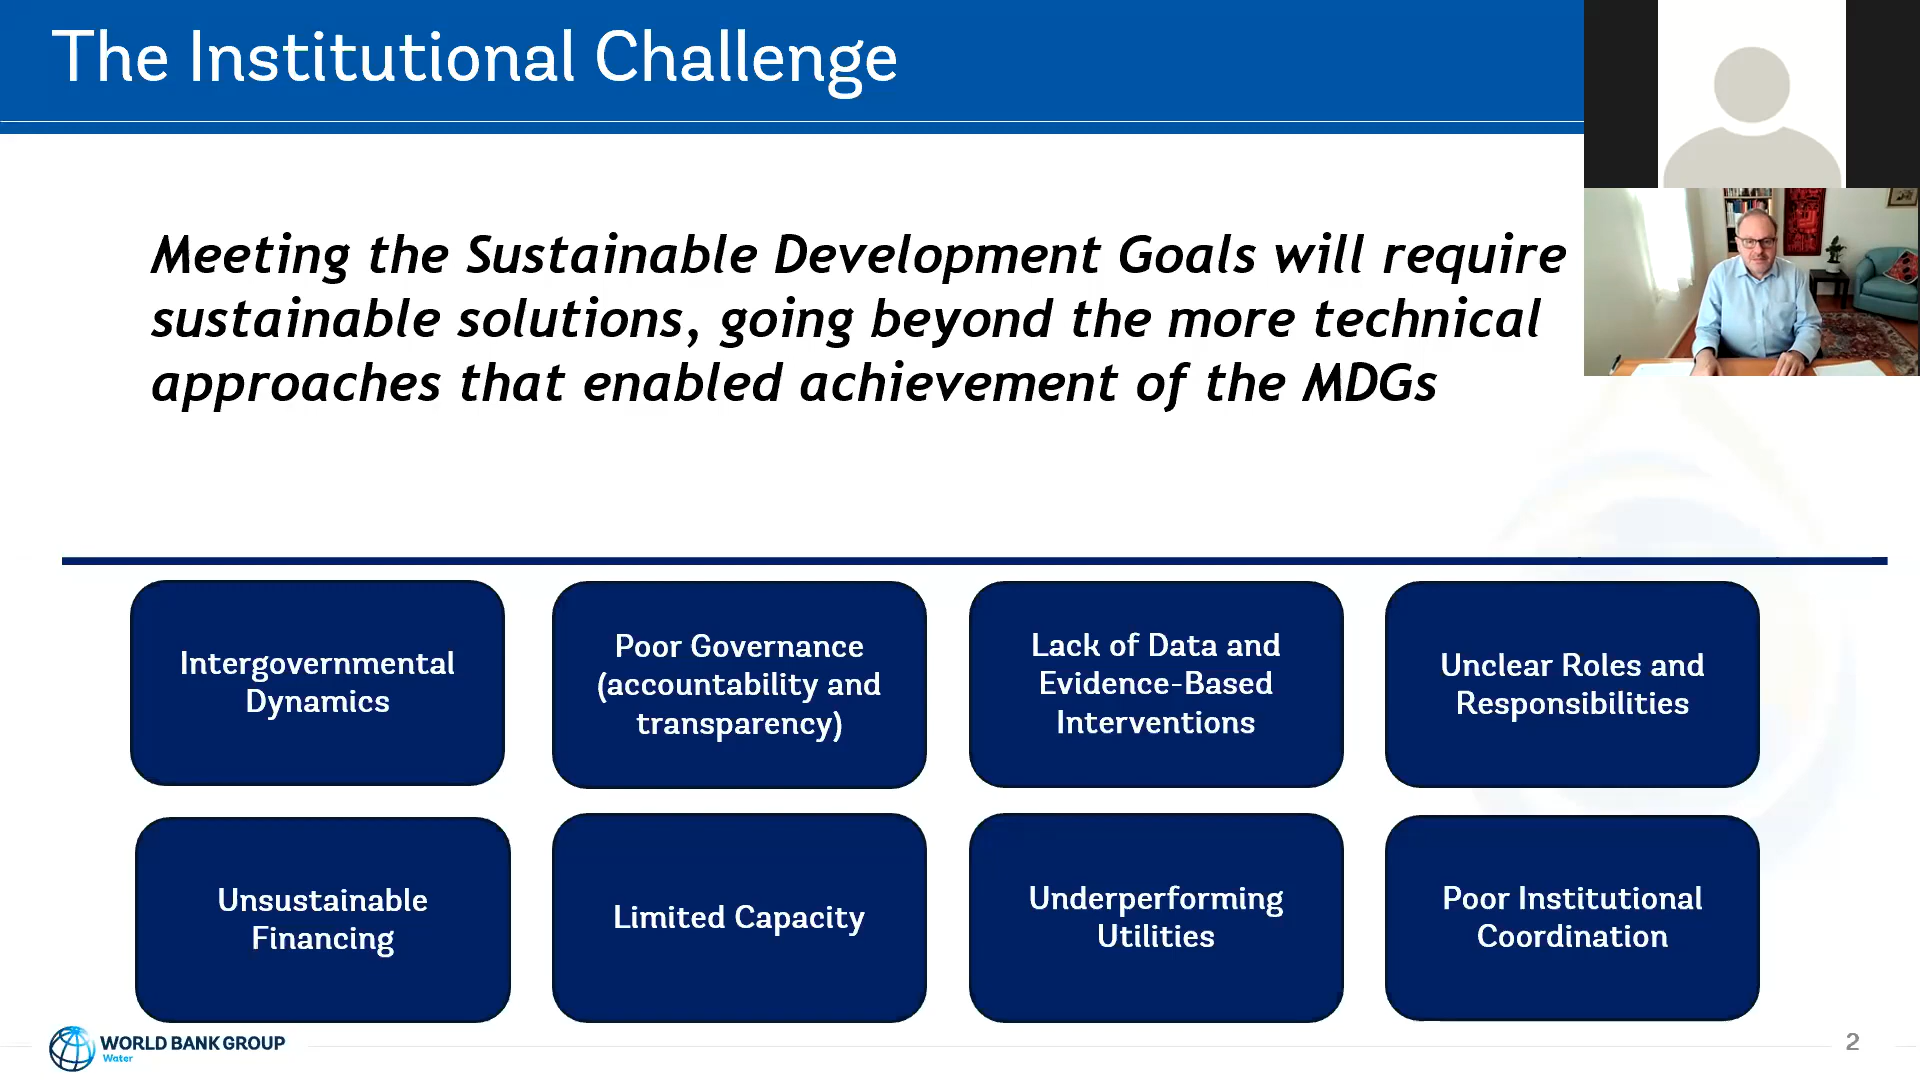 The Institutional Challenge
Meeting the Sustainable Development Goals will require
sustainable solutions, going beyond the more technical
approaches that enabled achievement of the MDGs
Intergovernmental
Dynamics
Poor Governance
(accountability and
transparency)
Lack of Data and
Evidence-Based
Interventions
Unclear Roles and
Responsibilities
Unsustainable
Financing
Limited Capacity
Underperforming
Utilities
Poor Institutional
Coordination
WORLD BANK GROUP
Water
2